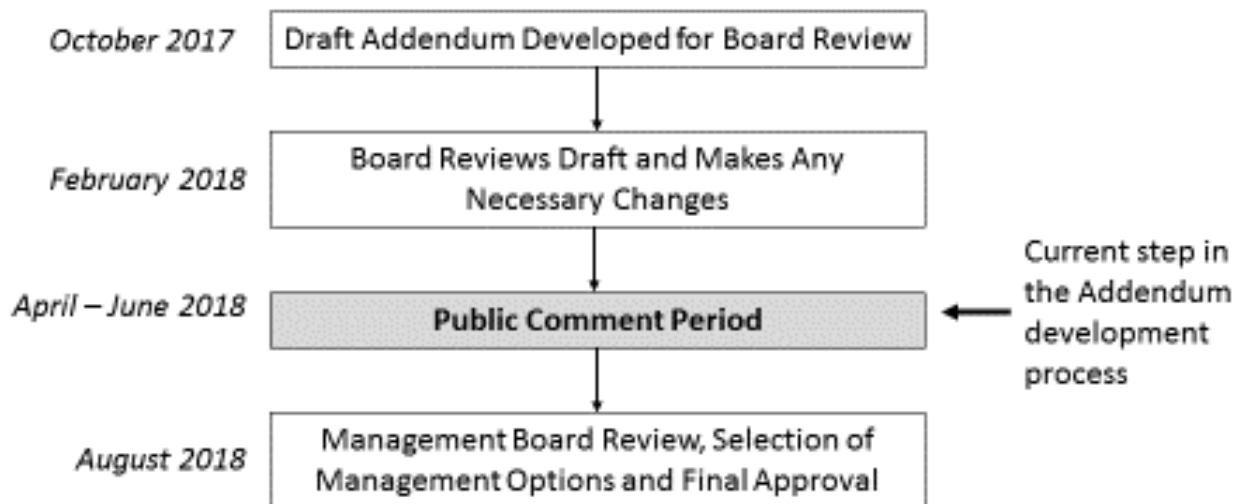 October 2017
Draft Addendum Developed for Board Review
February 2018
Board Reviews Draft and Makes Any
Necessary Changes
April – June 2018
Public Comment Period
Current step in
the Addendum
development
process
August 2018
Management Board Review, Selection of
Management Options and Final Approval